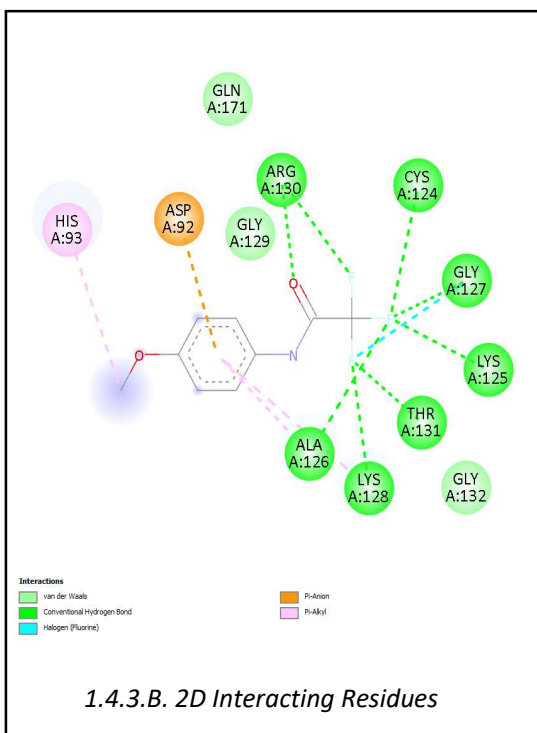 GLN
A:171
ARG
A:130
CYS
A:124
HIS
A:93
ASP
A:92
GLY
A:129
GLY
A:127
O
F
F
F
O
N
LYS
A:125
THR
A:131
ALA
A:126
LYS
A:128
GLY
A:132
Interactions
van der Waals
Conventional Hydrogen Bond
Halogen (Fluorine)
Pi-Anion
Pi-Alkyl
1.4.3.B. 2D Interacting Residues